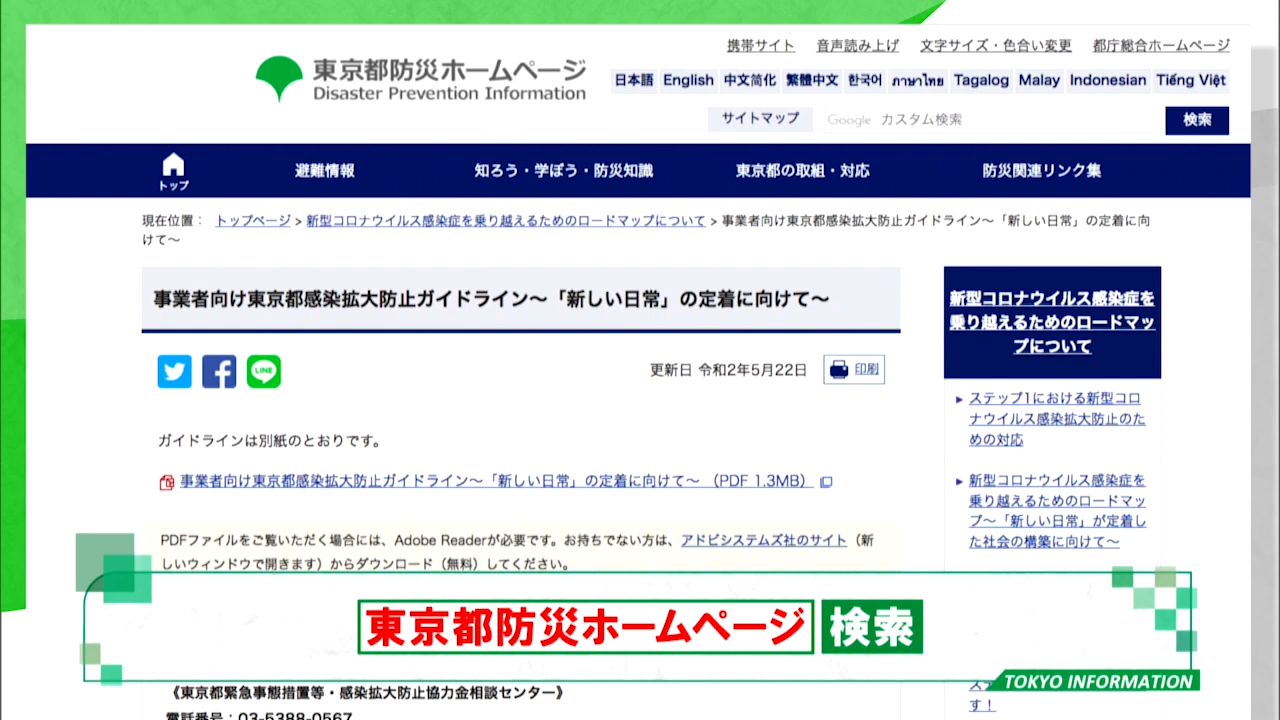 携帯サイト 音声読み上げ 文字サイズ・色合い変更 都庁総合ホームページ
東京都防災ホームページ
Disaster Prevention Information
日本語 English 中文简化 繁體中文 한국어 ภาษาไทย Tagalog Malay Indonesian Tiếng Việt
サイトマップ Google カスタム検索 検索
トップ 避難情報 知ろう・学ぼう・防災知識 東京都の取組・対応 防災関連リンク集
現在位置： トップページ > 新型コロナウイルス感染症を乗り越えるためのロードマップについて > 事業者向け東京都感染拡大防止ガイドライン～「新しい日常」の定着に向
けて～
事業者向け東京都感染拡大防止ガイドライン～「新しい日常」の定着に向けて～
更新日 令和2年5月22日 印刷
ガイドラインは別紙のとおりです。
事業者向け東京都感染拡大防止ガイドライン～「新しい日常」の定着に向けて～（PDF 1.3MB）
PDFファイルをご覧いただく場合には、Adobe Readerが必要です。お持ちでない方は、アドビシステムズ社のサイト（新
しいウィンドウで開きます）からダウンロード（無料）してください。
新型コロナウイルス感染症を
乗り越えるためのロードマッ
プについて
ステップ1における新型コロ
ナウイルス感染拡大防止のた
めの対応
新型コロナウイルス感染症を
乗り越えるためのロードマッ
プ～「新しい日常」が定着し
た社会の構築に向けて～
東京都防災ホームページ 検索
TOKYO INFORMATION
《東京都緊急事態措置等・感染拡大防止協力金相談センター》
電話番号：03-5388-0567
す！